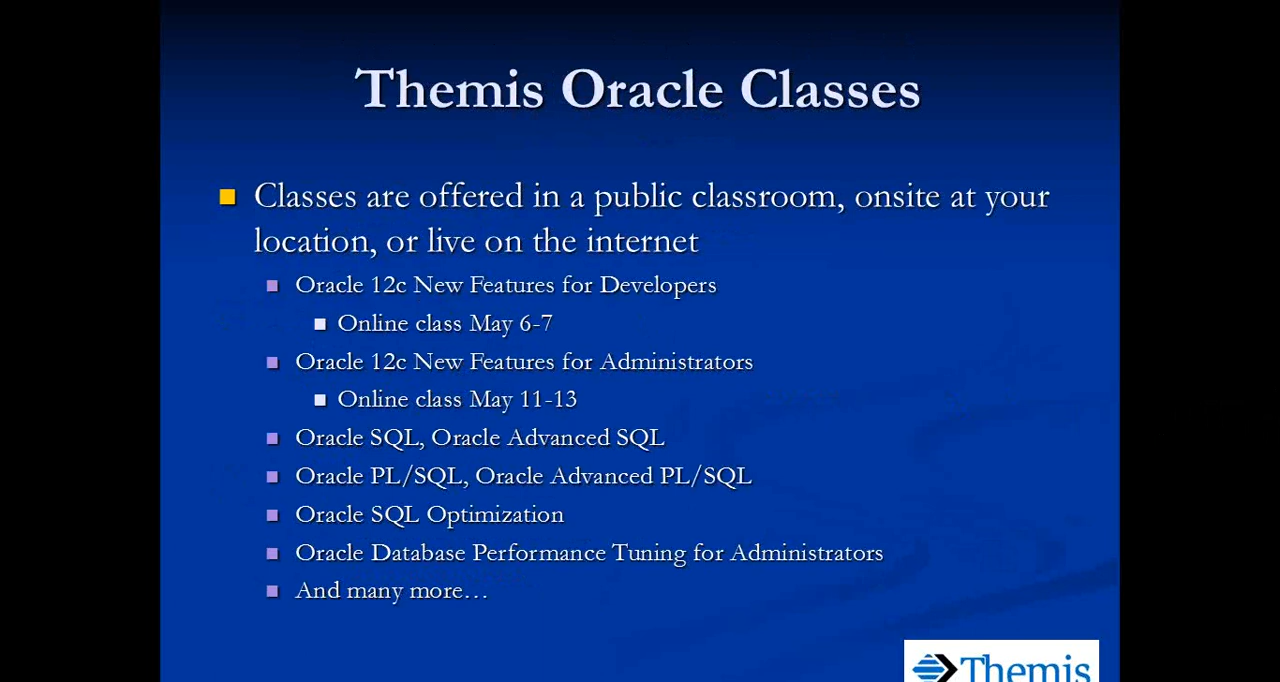 Themis Oracle Classes
Classes are offered in a public classroom, onsite at your
location, or live on the internet
Oracle 12c New Features for Developers
Online class May 6-7
Oracle 12c New Features for Administrators
Online class May 11-13
Oracle SQL, Oracle Advanced SQL
Oracle PL/SQL, Oracle Advanced PL/SQL
Oracle SQL Optimization
Oracle Database Performance Tuning for Administrators
And many more…
Themis